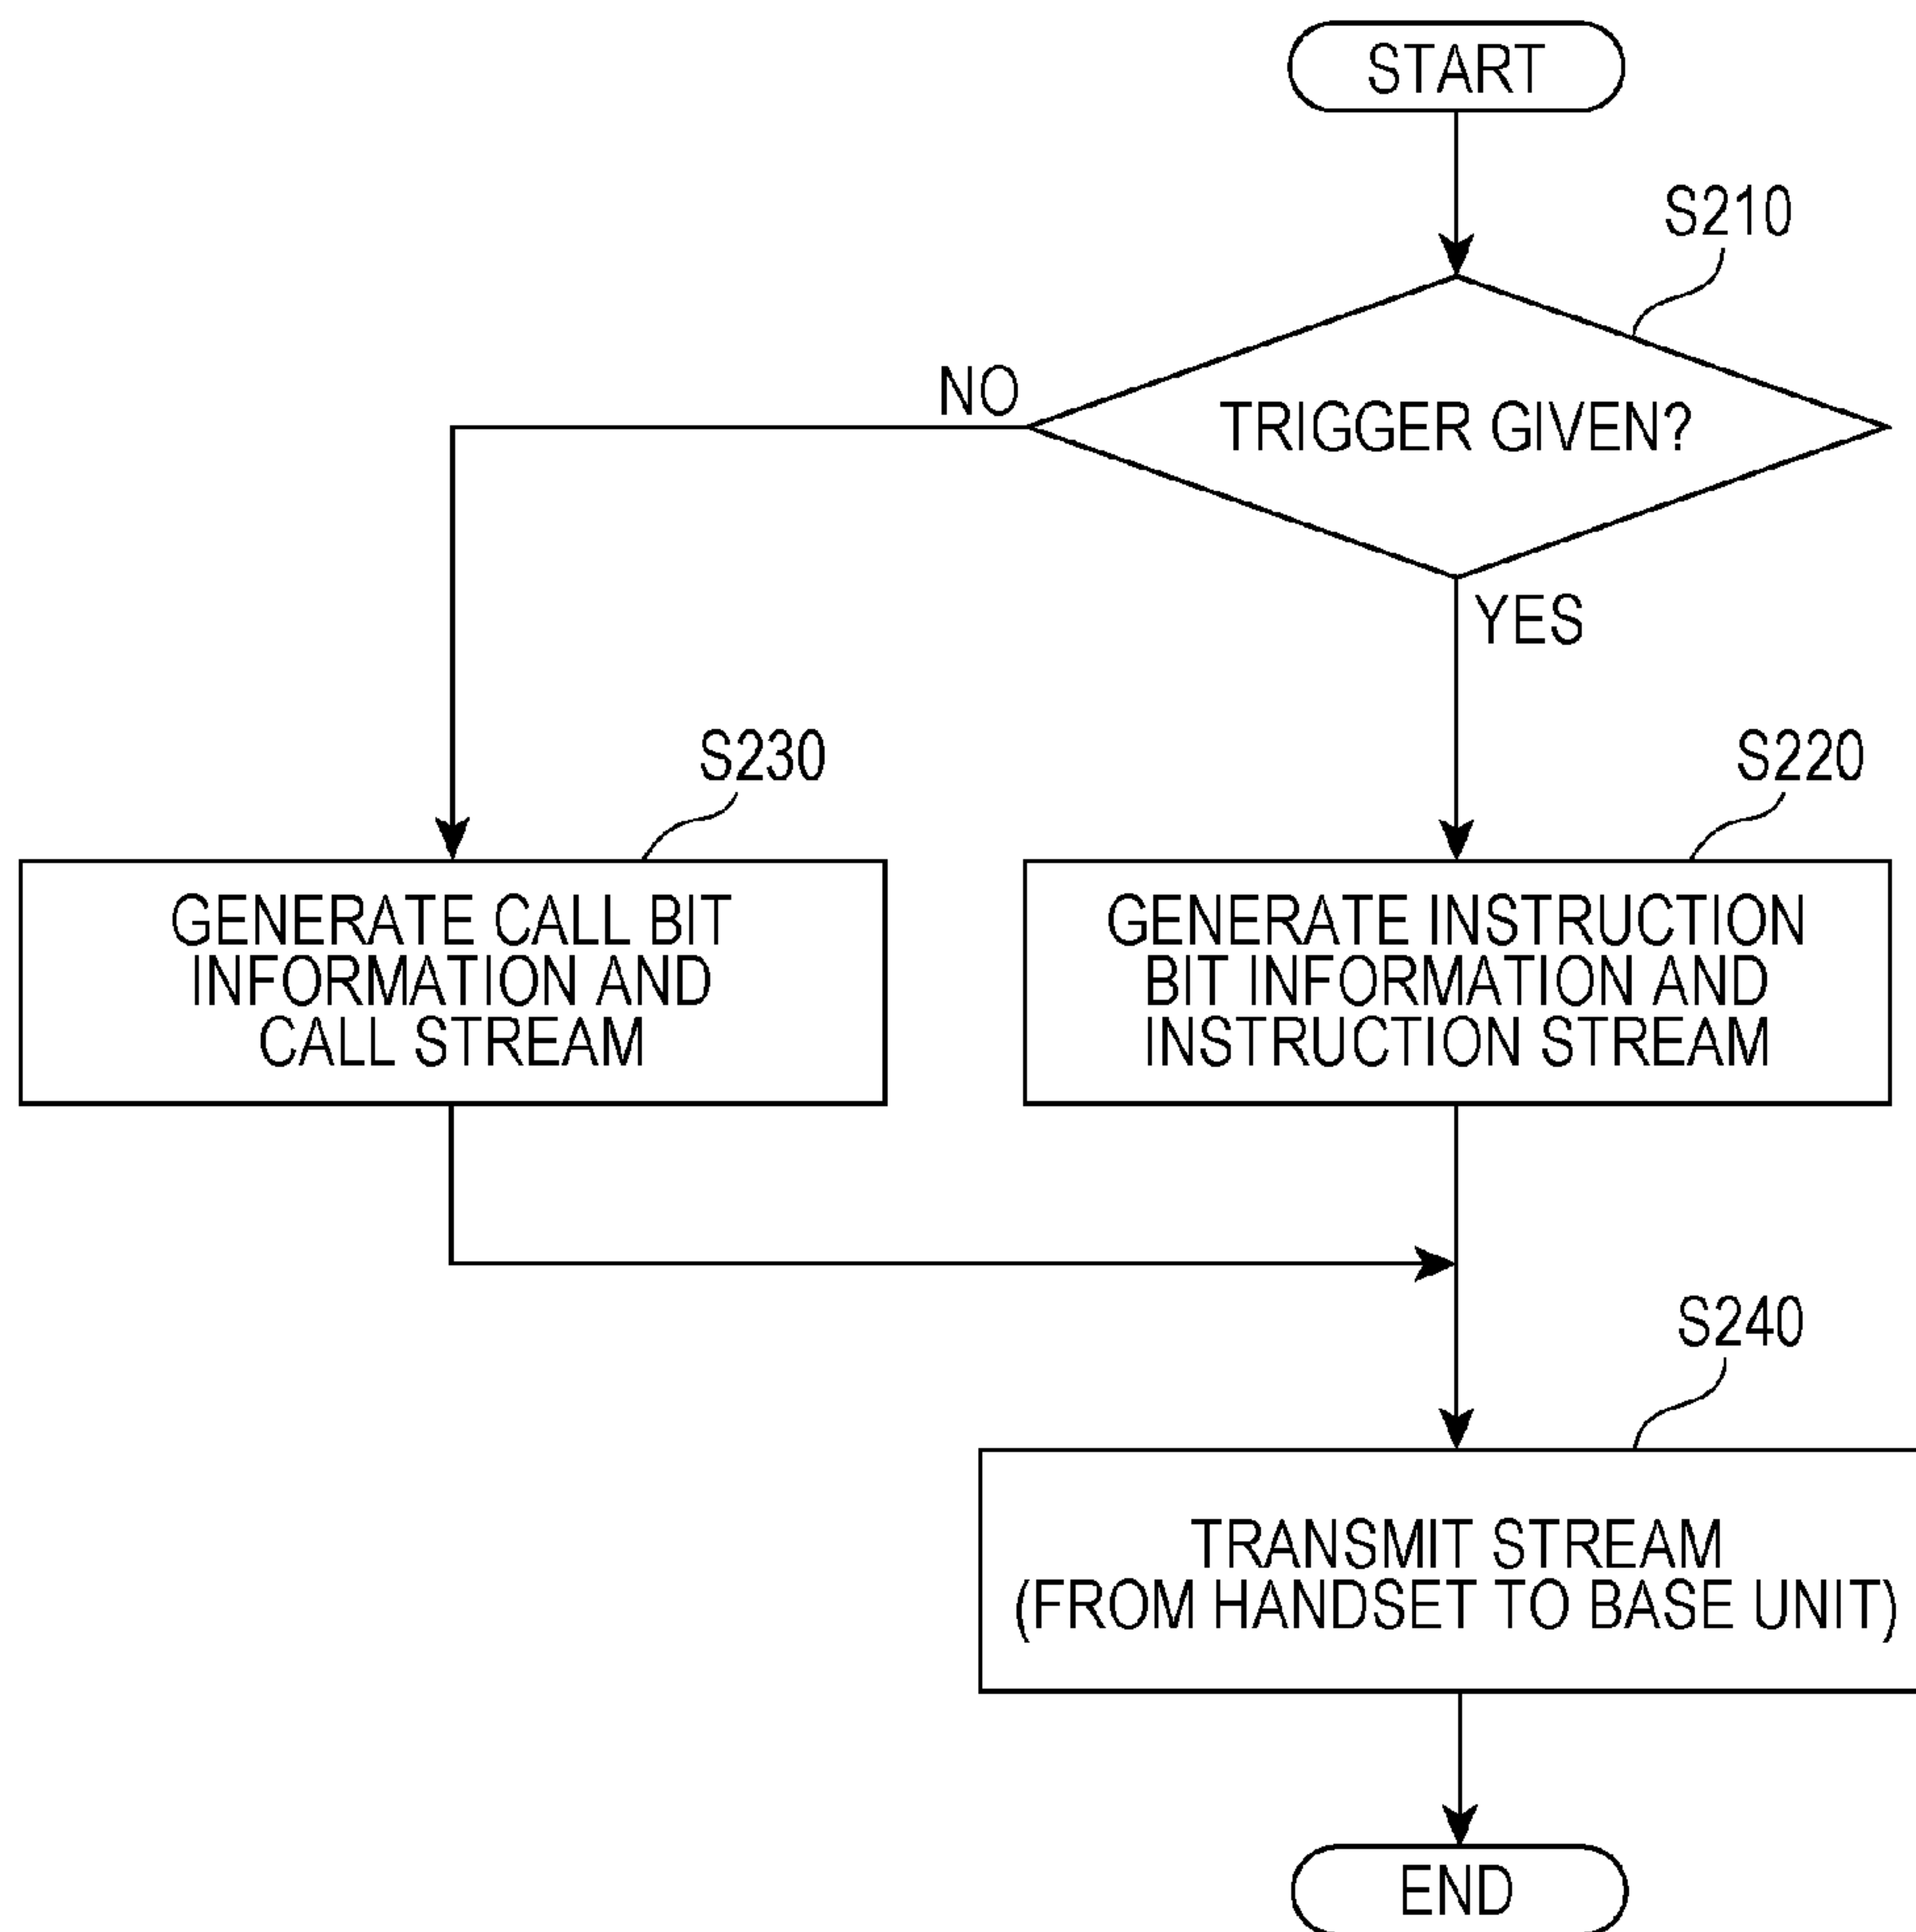 START
S210
TRIGGER GIVEN?
NO
YES
S230
GENERATE CALL BIT
INFORMATION AND
CALL STREAM
S220
GENERATE INSTRUCTION
BIT INFORMATION AND
INSTRUCTION STREAM
S240
TRANSMIT STREAM
(FROM HANDSET TO BASE UNIT)
END